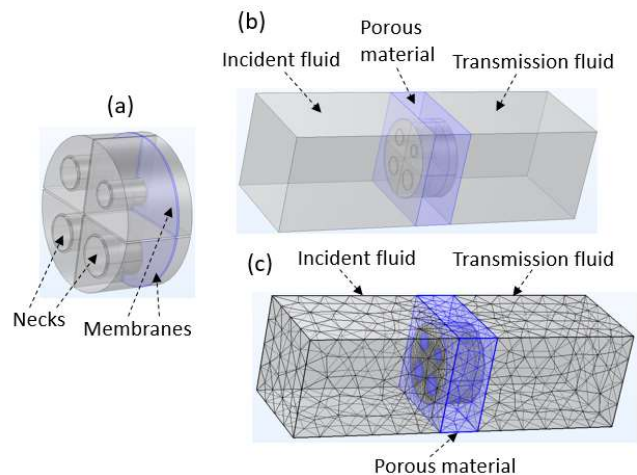 (b)
Porous
material
Incident fluid
Transmission fluid
(a)
Necks
Membranes
(c)
Incident fluid
Transmission fluid
Porous material